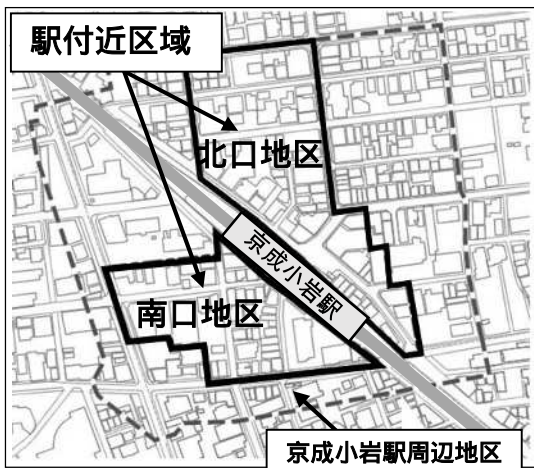 駅付近区域
北口地区
京成小岩駅
南口地区
京成小岩駅周辺地区